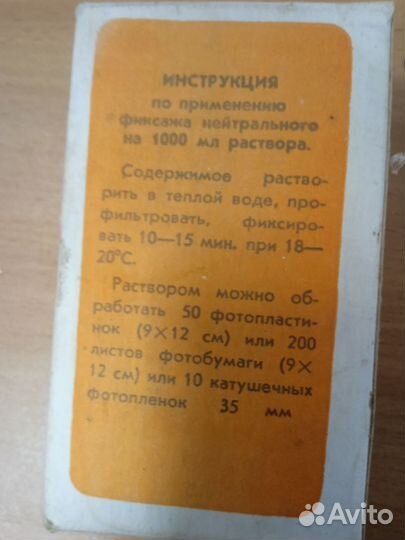 ИНСТРУКЦИЯ
по применению
фиксажа нейтрального
на 1000 мл раствора.
Содержимое раство-
рить в теплой воде, про-
фильтровать, фиксиро-
вать 10—15 мин. при 18—
20°С.
Раствором можно об-
работать 50 фотопласти-
нок (9×12 см) или 200
листов фотобумаги (9×
12 см) или 10 катушечных
фотопленок 35 мм
Avito